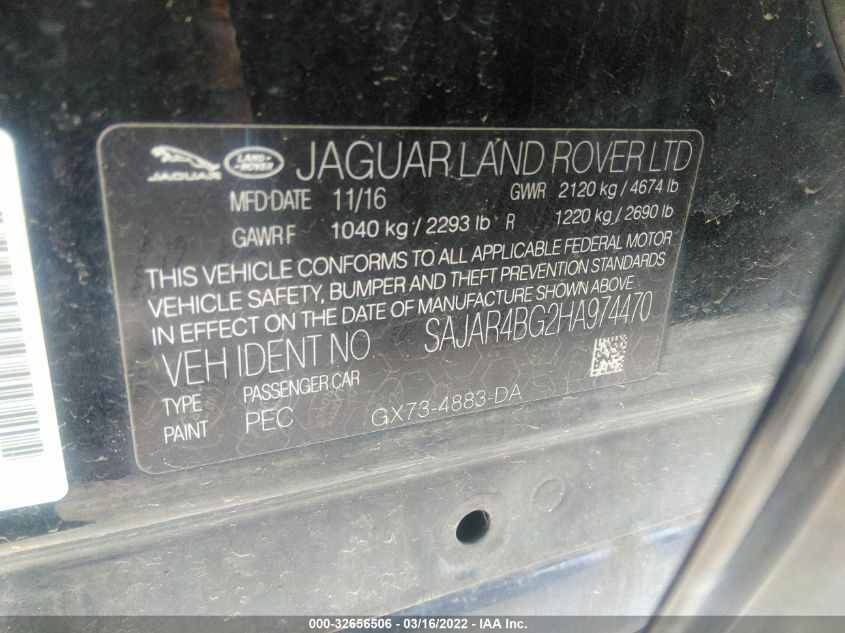 JAGUAR LAND-ROVER JAGUAR LAND ROVER LTD
MFD DATE 11/16 GWR 2120 kg / 4674 lb
GAWR F 1040 kg / 2293 lb R 1220 kg / 2690 lb
THIS VEHICLE CONFORMS TO ALL APPLICABLE FEDERAL MOTOR
VEHICLE SAFETY, BUMPER AND THEFT PREVENTION STANDARDS
IN EFFECT ON THE DATE OF MANUFACTURE SHOWN ABOVE
VEH IDENT NO SAJAR4BG2HA974470
TYPE PASSENGER CAR
PAINT PEC GX73-4883-DA
000-32656506 - 03/16/2022 - IAA Inc.